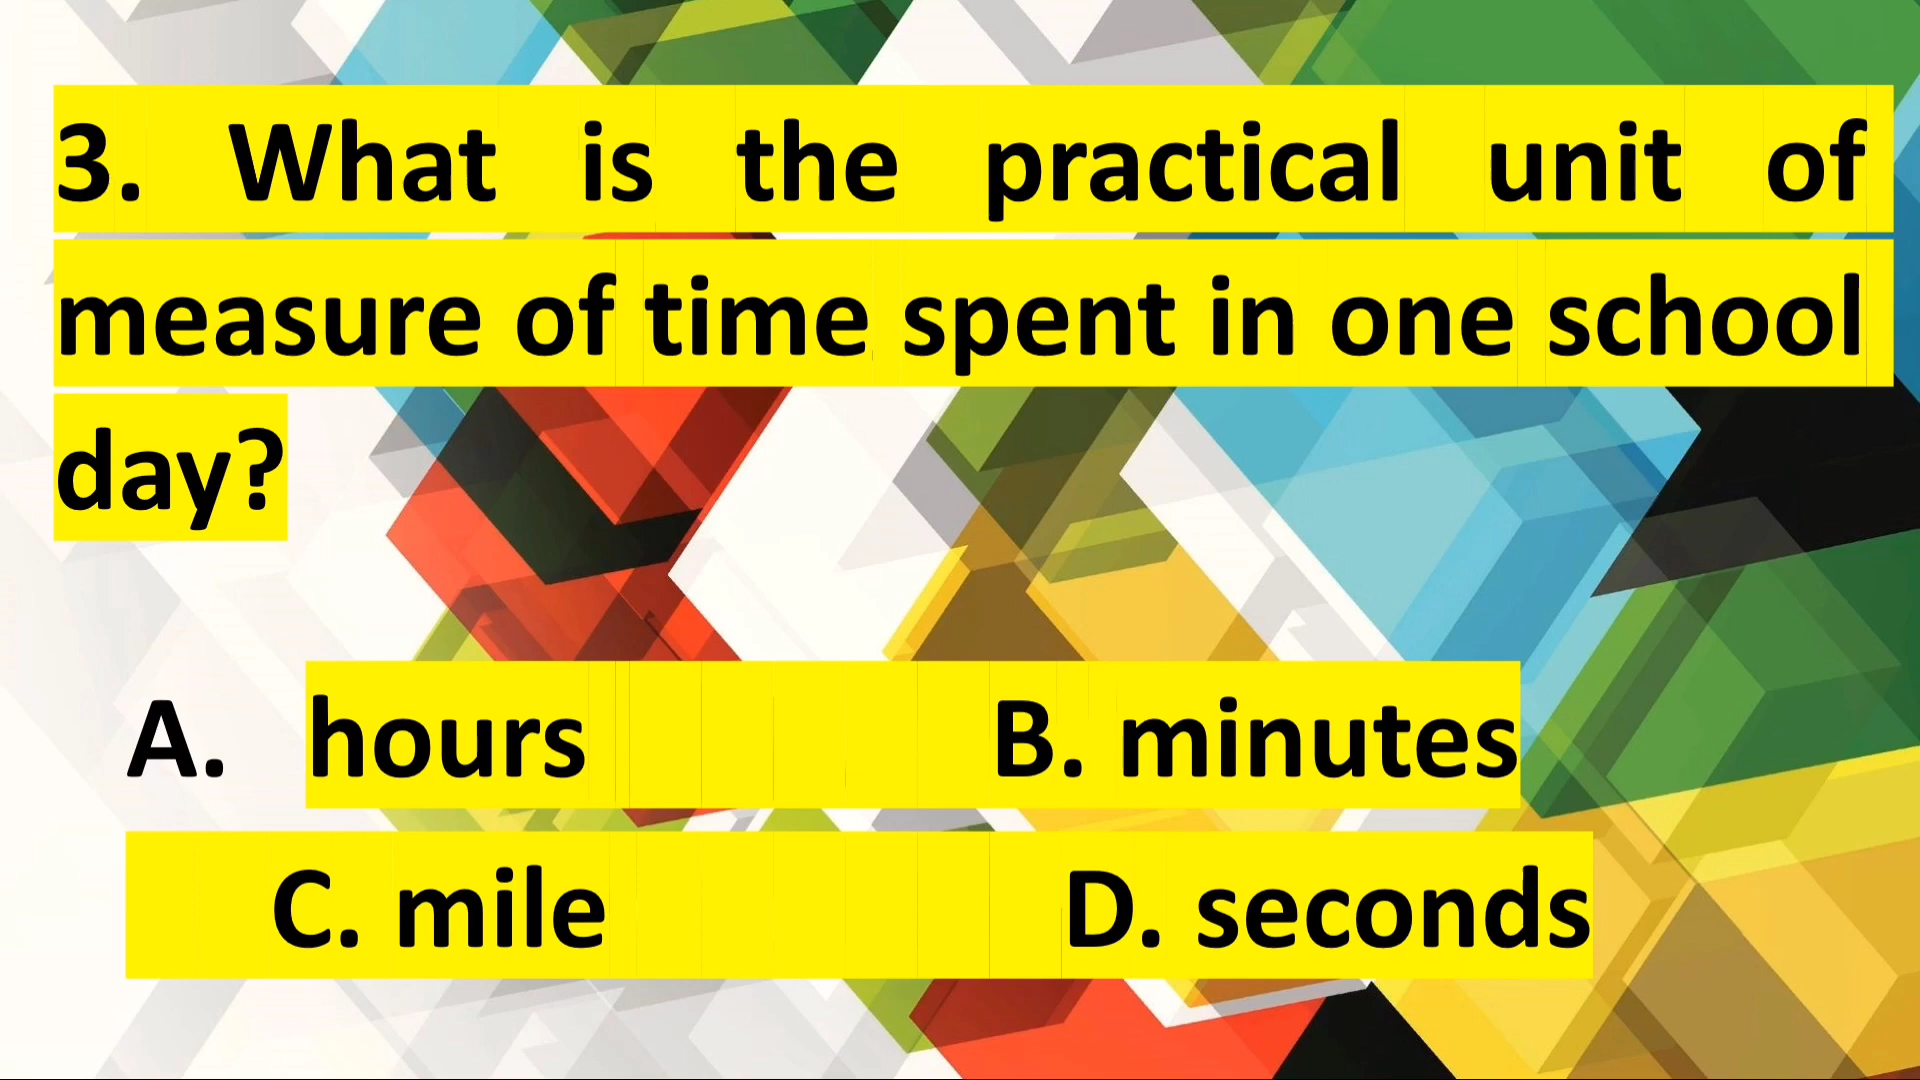 3. What is the practical unit of
measure of time spent in one school
day?
A. hours B. minutes
C. mile D. seconds